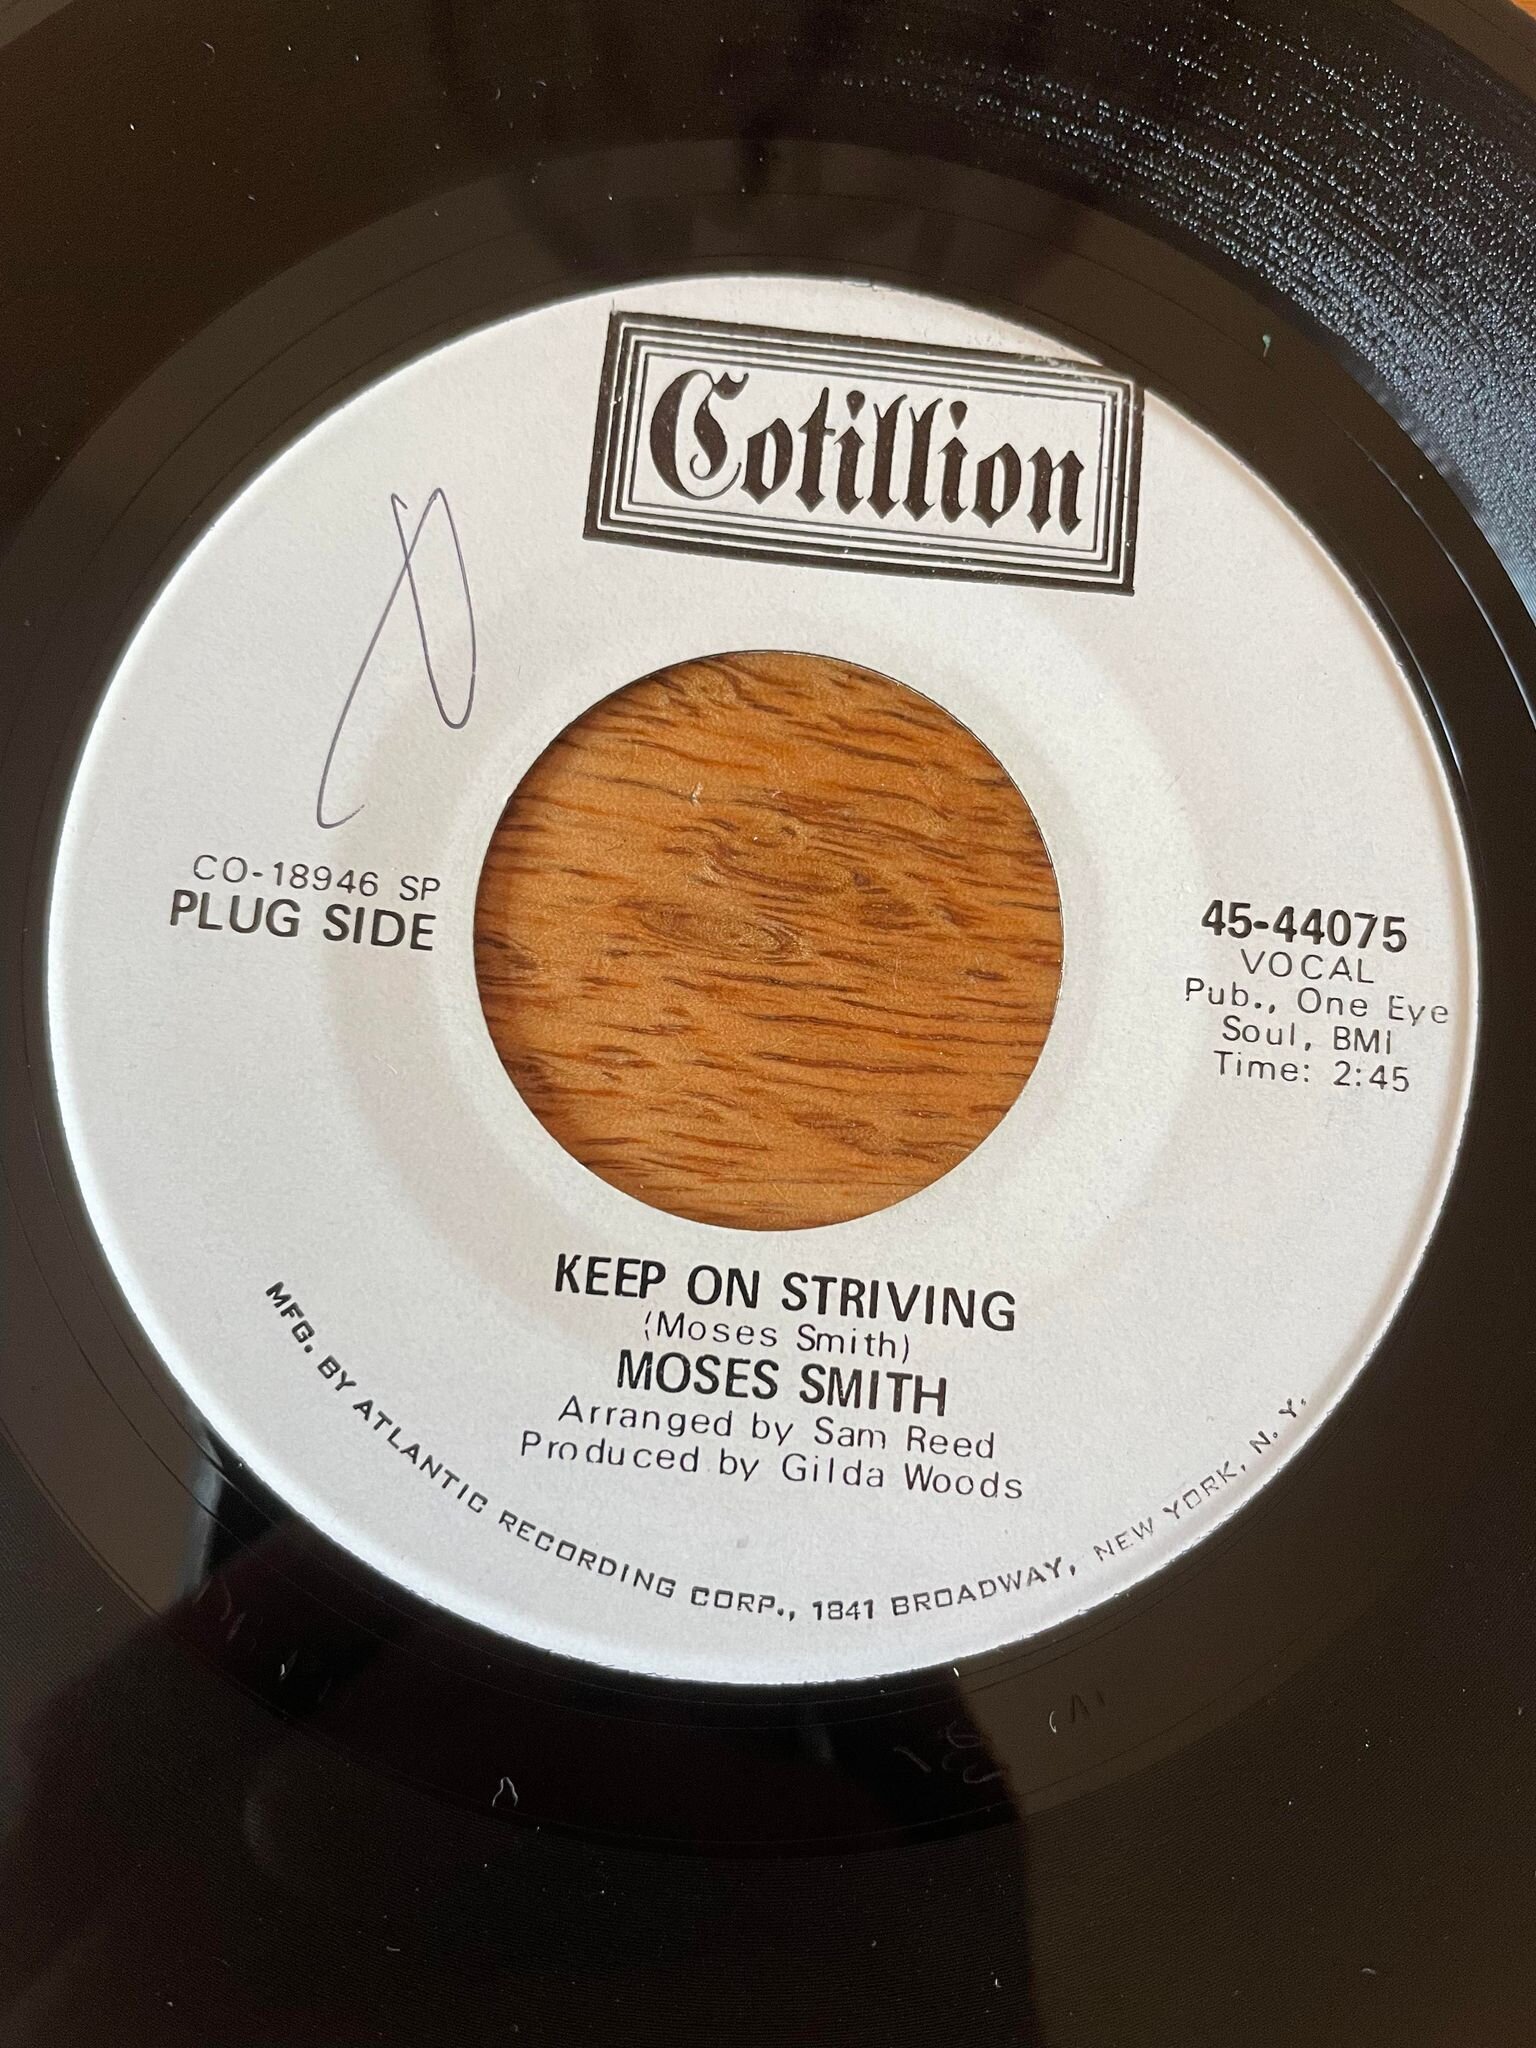 Cotillion
CO-18946 SP
PLUG SIDE
45-44075
VOCAL
Pub., One Eye
Soul, BMI
Time: 2:45
KEEP ON STRIVING
(Moses Smith)
MOSES SMITH
Arranged by Sam Reed
Produced by Gilda Woods
MFG. BY ATLANTIC RECORDING CORP., 1841 BROADWAY, NEW YORK, N. Y.